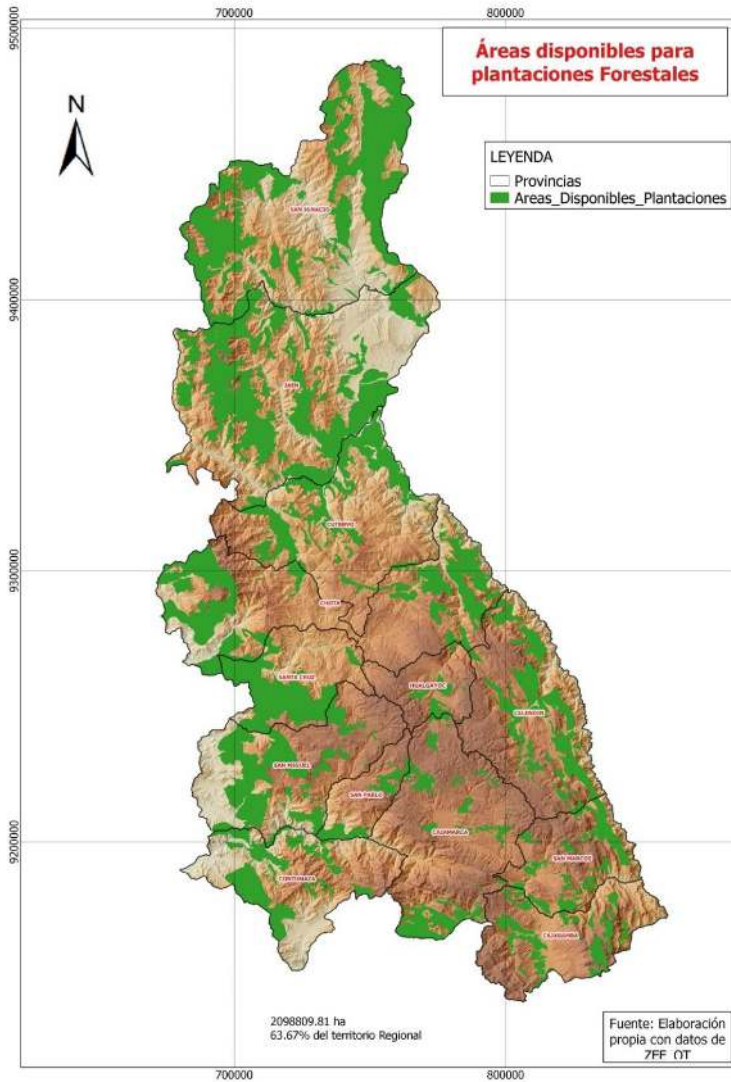 700000
800000
9500000
Áreas disponibles para
plantaciones Forestales
N
LEYENDA
Provincias
Areas_Disponibles_Plantaciones
SAN IGNACIO
9400000
JAEN
CUTERVO
9300000
CHOTA
SANTA CRUZ
HUALGAYOC
CELENDIN
SAN MIGUEL
SAN PABLO
CAJAMARCA
9200000
SAN MARCOS
CONTUMAZA
CAJABAMBA
2098809.81 ha
63.67% del territorio Regional
Fuente: Elaboración
propia con datos de
ZEE_OT
700000
800000